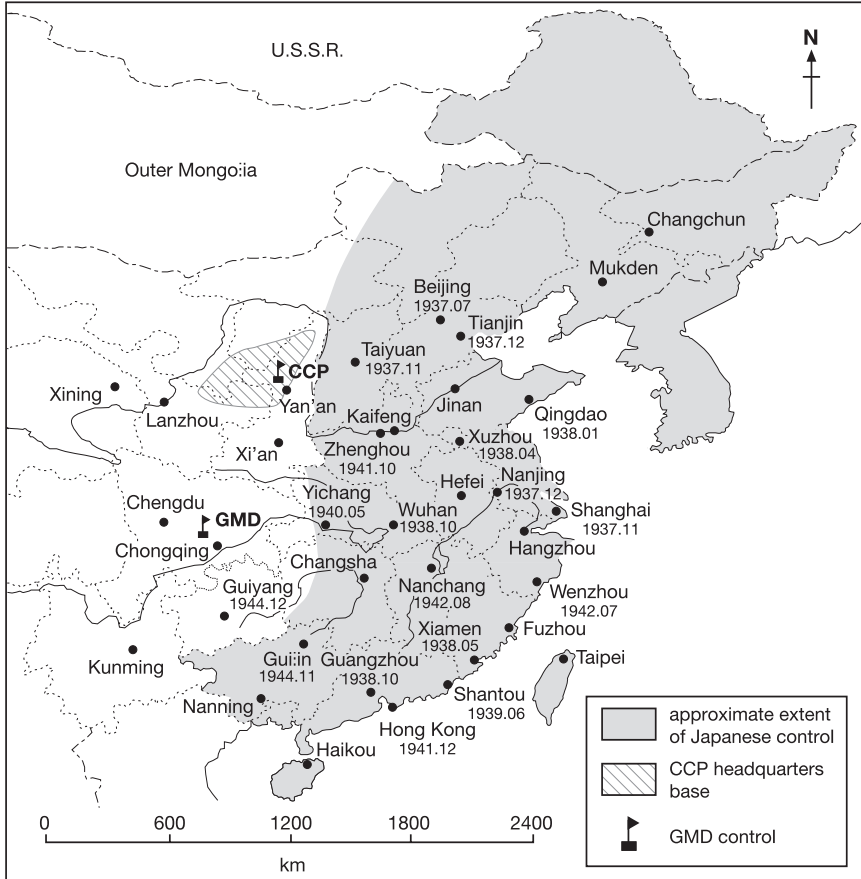 U.S.S.R.
N
Outer Mongo:ia
Changchun
Mukden
Beijing
1937.07
Tianjin
1937.12
Taiyuan
1937.11
CCP
Yan'an
Xining
Lanzhou
Jinan
Qingdao
1938.01
Kaifeng
Zhenghou
1941.10
Xuzhou
1938.04
Xi'an
Hefei
Nanjing
1937.12
Yichang
1940.05
Wuhan
1938.10
Shanghai
1937.11
Chengdu
GMD
Chongqing
Hangzhou
Changsha
Nanchang
1942.08
Guiyang
1944.12
Wenzhou
1942.07
Xiamen
1938.05
Fuzhou
Kunming
Gui:in
1944.11
Guangzhou
1938.10
Taipei
Nanning
Shantou
1939.06
Hong Kong
1941.12
Haikou
approximate extent
of Japanese control
CCP headquarters
base
GMD control
0 600 1200 1800 2400
km